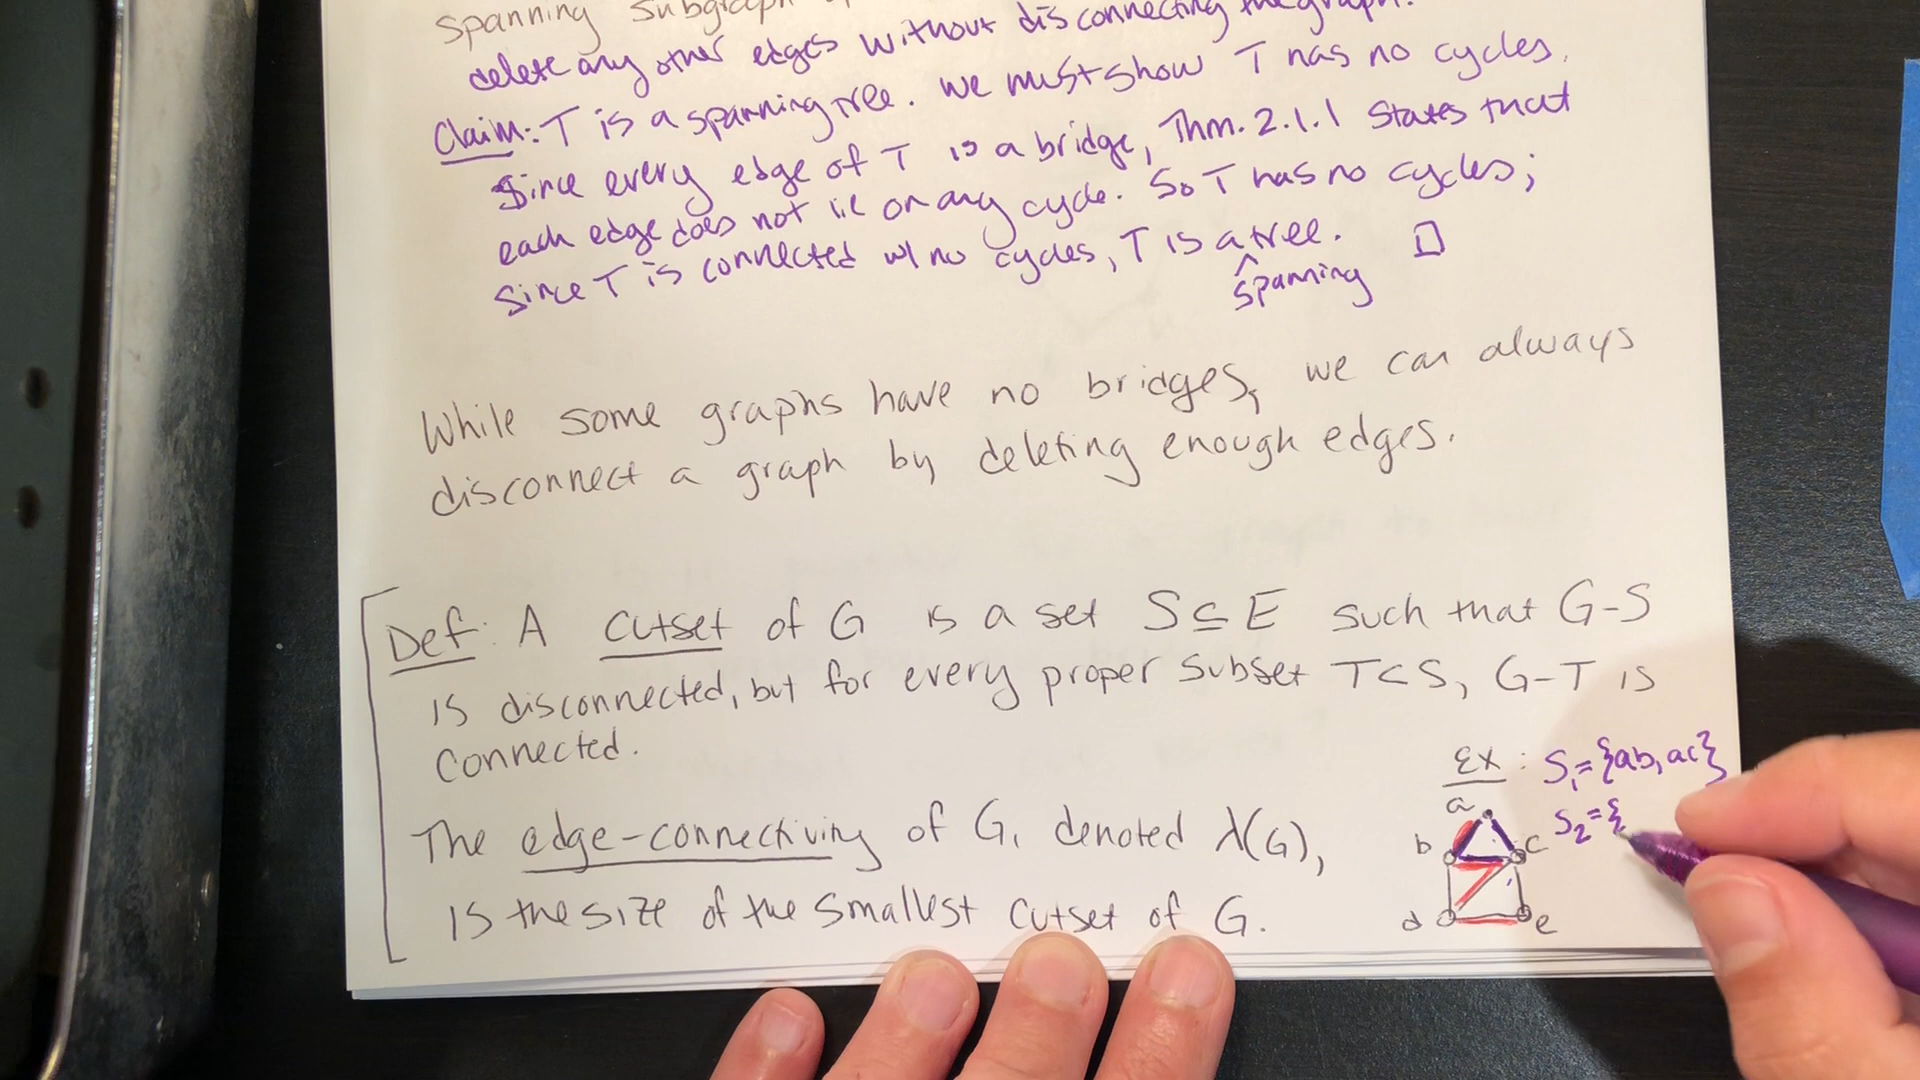 spanning subgraph
delete any other edges without disconnecting the graph.
Claim: T is a spanning tree. We must show T has no cycles.
Since every edge of T is a bridge, Thm. 2.1.1 States that
each edge does not lie on any cycle. So T has no cycles;
Since T is connected w/ no cycles, T is a ^ tree. □
spanning
While some graphs have no bridges, we can always
disconnect a graph by deleting enough edges.
Def: A cutset of G is a set S ⊆ E such that G-S
is disconnected, but for every proper subset T⊂S, G-T is
connected.
Ex: S₁={ab, ac}
S₂={
The edge-connectivity of G, denoted λ(G),
is the size of the smallest cutset of G.
a
b c
d e